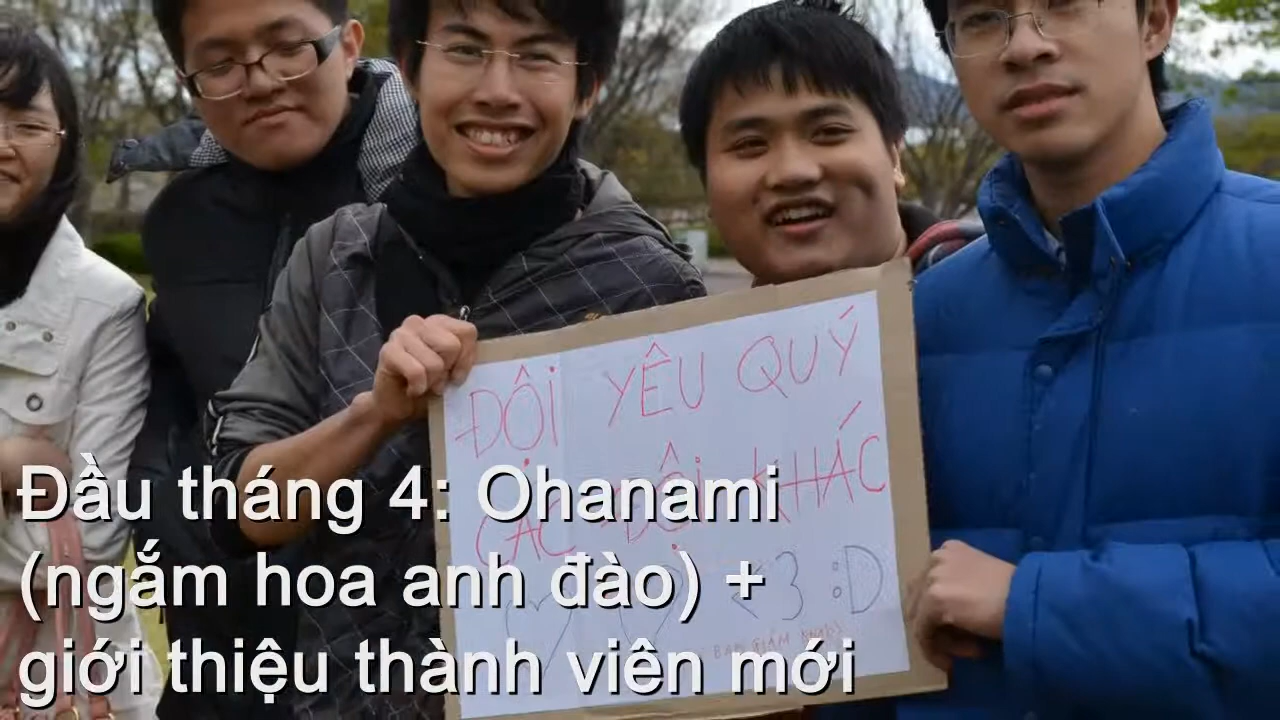 ĐỘI YÊU QUÝ
CÁC ĐỘI KHÁC
<3 :D
Đầu tháng 4: Ohanami
(ngắm hoa anh đào) +
giới thiệu thành viên mới